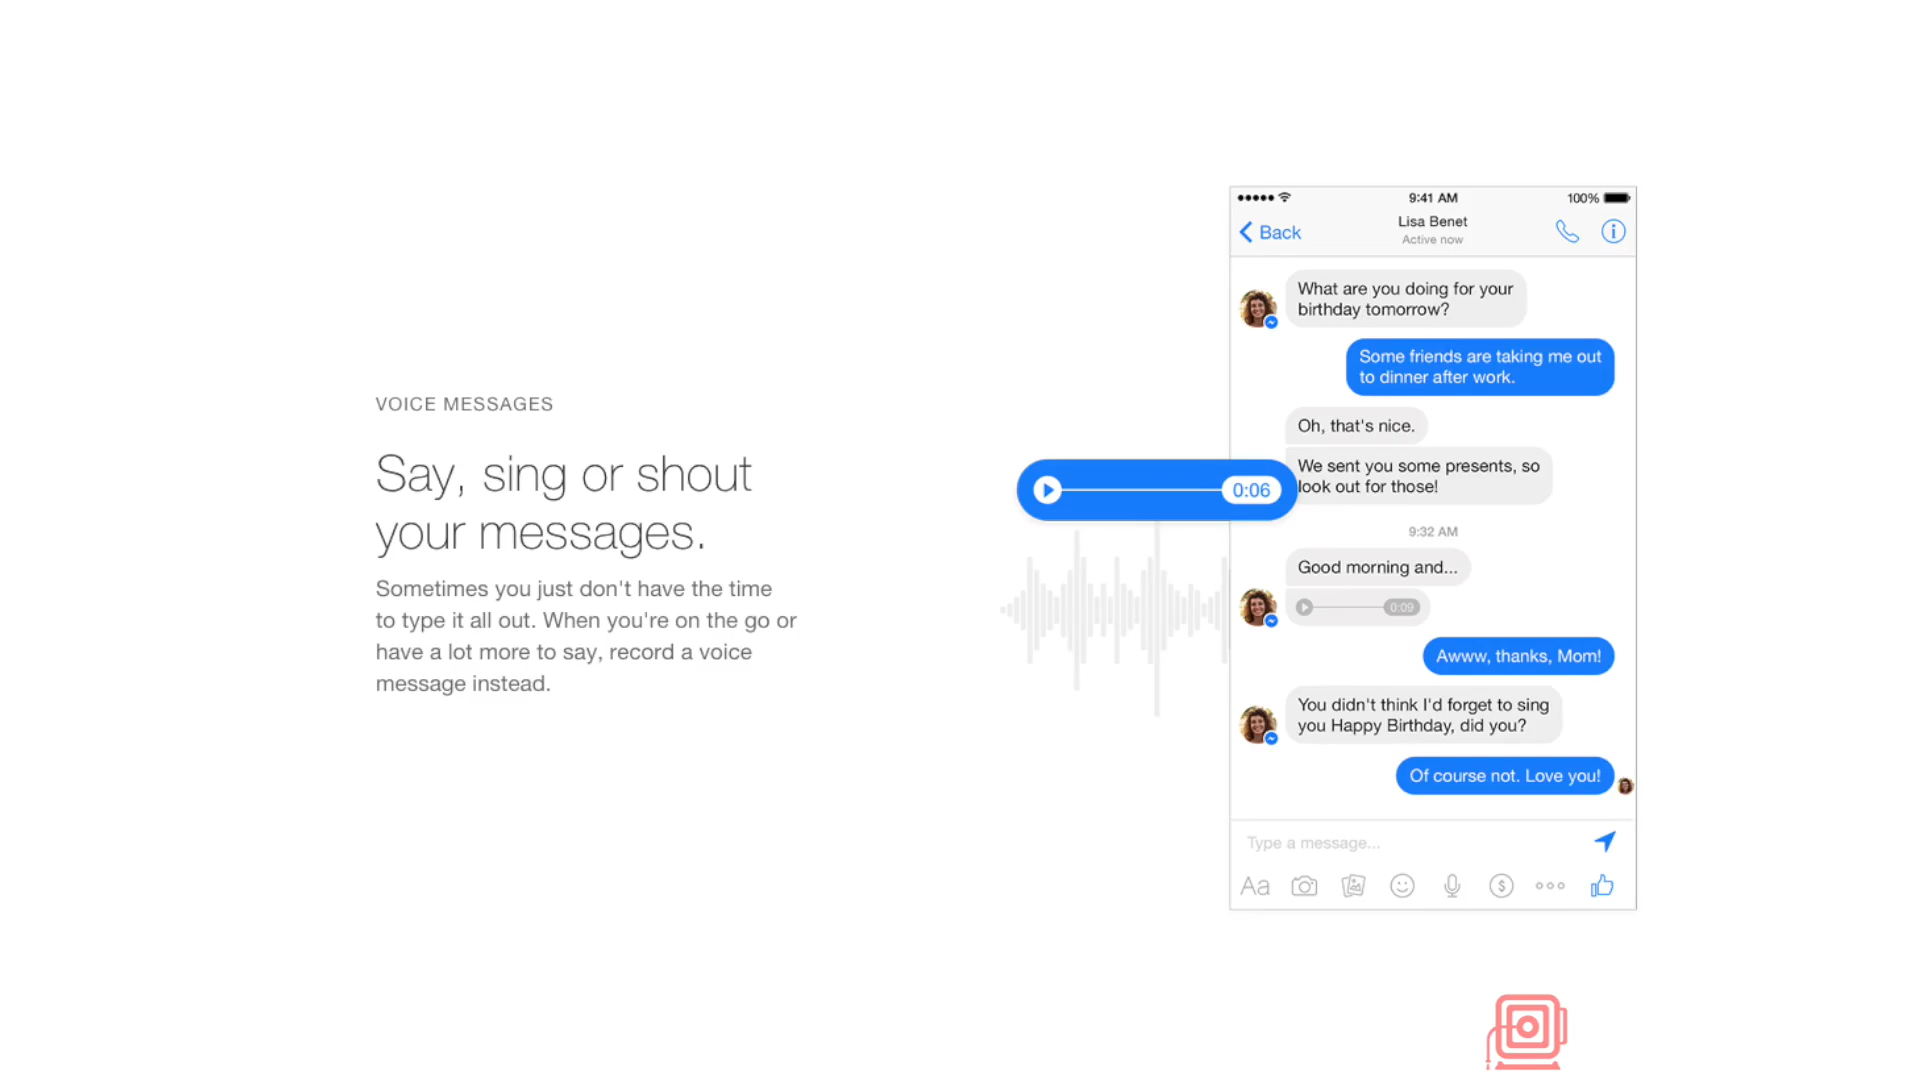 VOICE MESSAGES
Say, sing or shout
your messages.
Sometimes you just don't have the time
to type it all out. When you're on the go or
have a lot more to say, record a voice
message instead.
0:06
9:41 AM
100%
Back
Lisa Benet
Active now
What are you doing for your
birthday tomorrow?
Some friends are taking me out
to dinner after work.
Oh, that's nice.
We sent you some presents, so
look out for those!
9:32 AM
Good morning and...
0:09
Awww, thanks, Mom!
You didn't think I'd forget to sing
you Happy Birthday, did you?
Of course not. Love you!
Type a message...
Aa